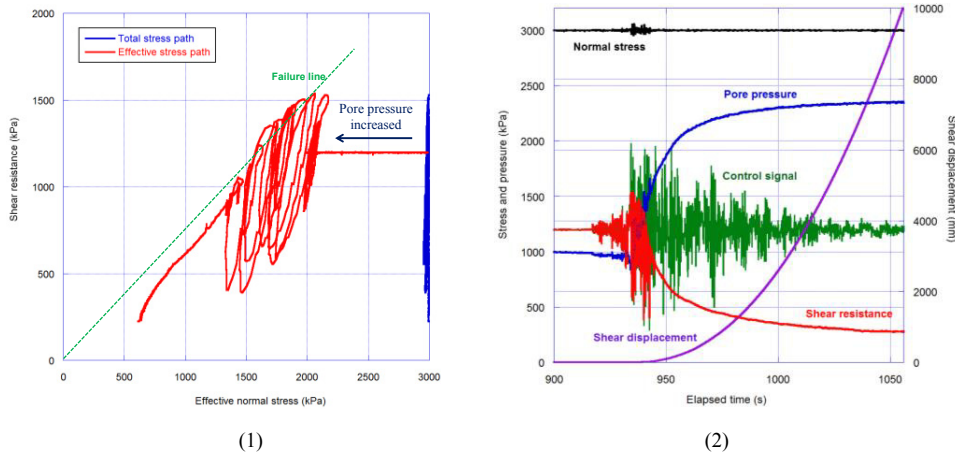 Total stress path
Effective stress path
Failure line
Pore pressure
increased
2000
1500
1000
500
0
Shear resistance (kPa)
0
500
1000
1500
2000
2500
3000
Effective normal stress (kPa)
(1)
3000
2500
2000
1500
1000
500
0
Stress and pressure (kPa)
10000
8000
6000
4000
2000
0
Shear displacement (mm)
Normal stress
Pore pressure
Control signal
Shear resistance
Shear displacement
900
950
1000
1050
Elapsed time (s)
(2)